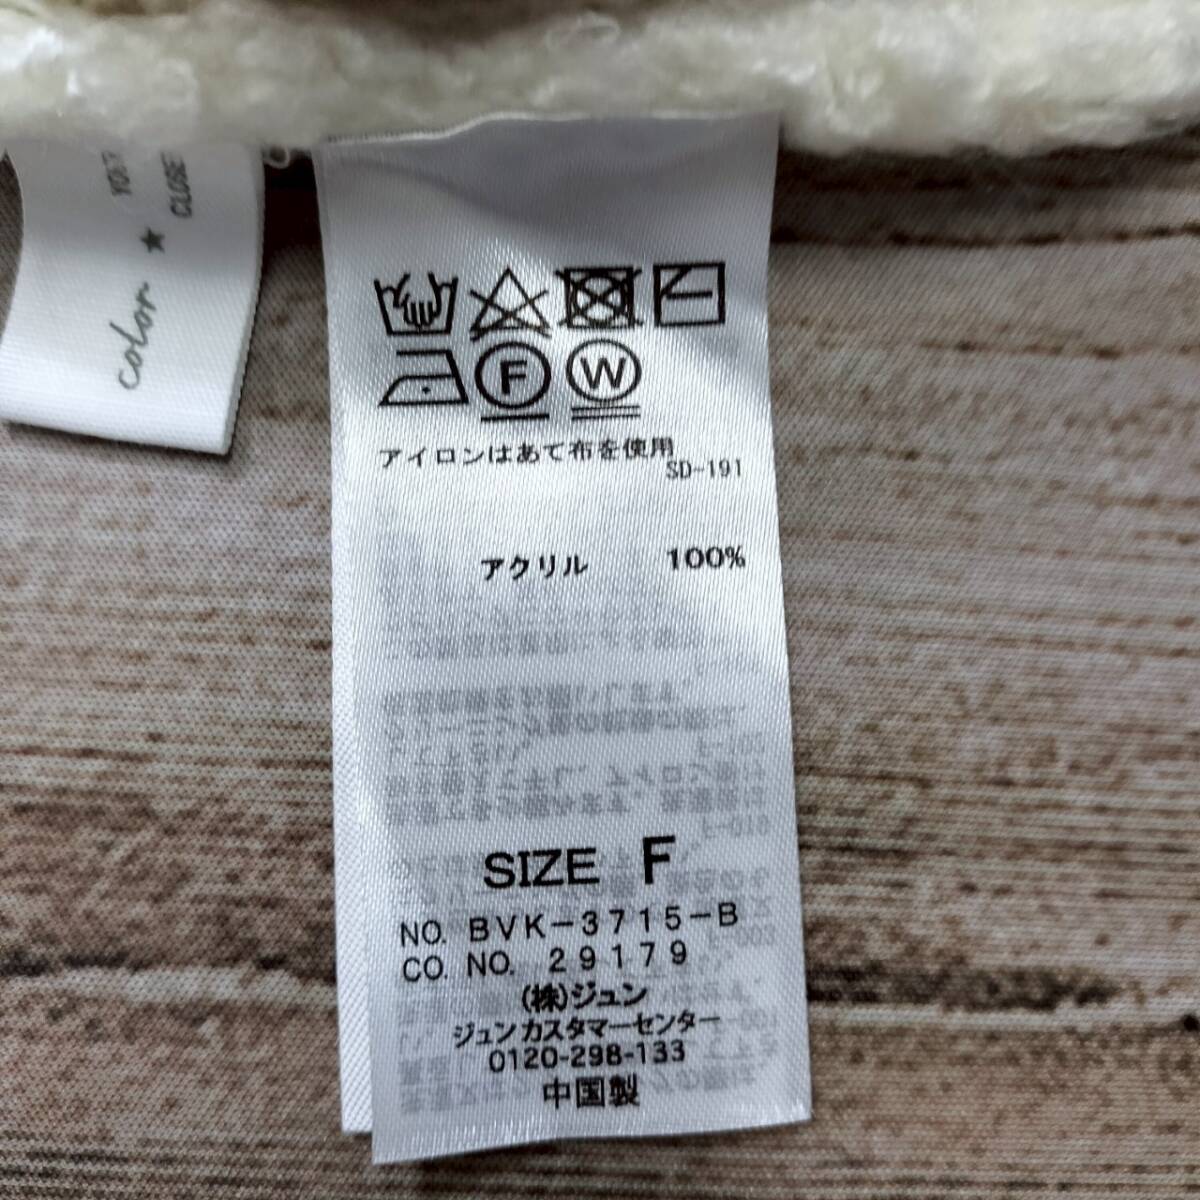 color ★
CLOSE
F
W
アイロンはあて布を使用
SD-191
アクリル 100%
SIZE F
NO. BVK-3715-B
CO. NO. 29179
(株)ジュン
ジュンカスタマーセンター
0120-298-133
中国製